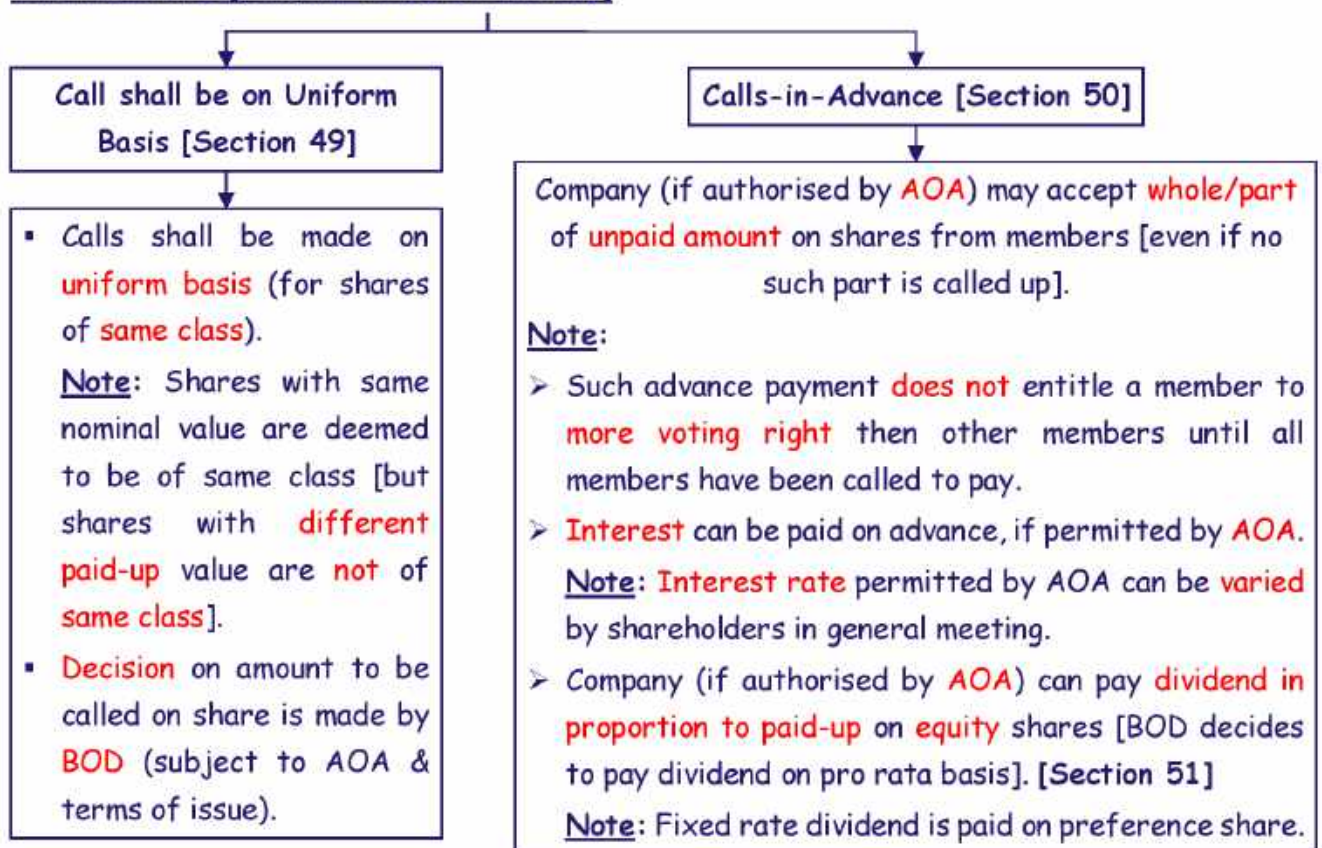 Call shall be on Uniform
Basis [Section 49]
▪ Calls shall be made on
uniform basis (for shares
of same class).
Note: Shares with same
nominal value are deemed
to be of same class [but
shares with different
paid-up value are not of
same class].
▪ Decision on amount to be
called on share is made by
BOD (subject to AOA &
terms of issue).
Calls-in-Advance [Section 50]
Company (if authorised by AOA) may accept whole/part
of unpaid amount on shares from members [even if no
such part is called up].
Note:
➢ Such advance payment does not entitle a member to
more voting right then other members until all
members have been called to pay.
➢ Interest can be paid on advance, if permitted by AOA.
Note: Interest rate permitted by AOA can be varied
by shareholders in general meeting.
➢ Company (if authorised by AOA) can pay dividend in
proportion to paid-up on equity shares [BOD decides
to pay dividend on pro rata basis]. [Section 51]
Note: Fixed rate dividend is paid on preference share.